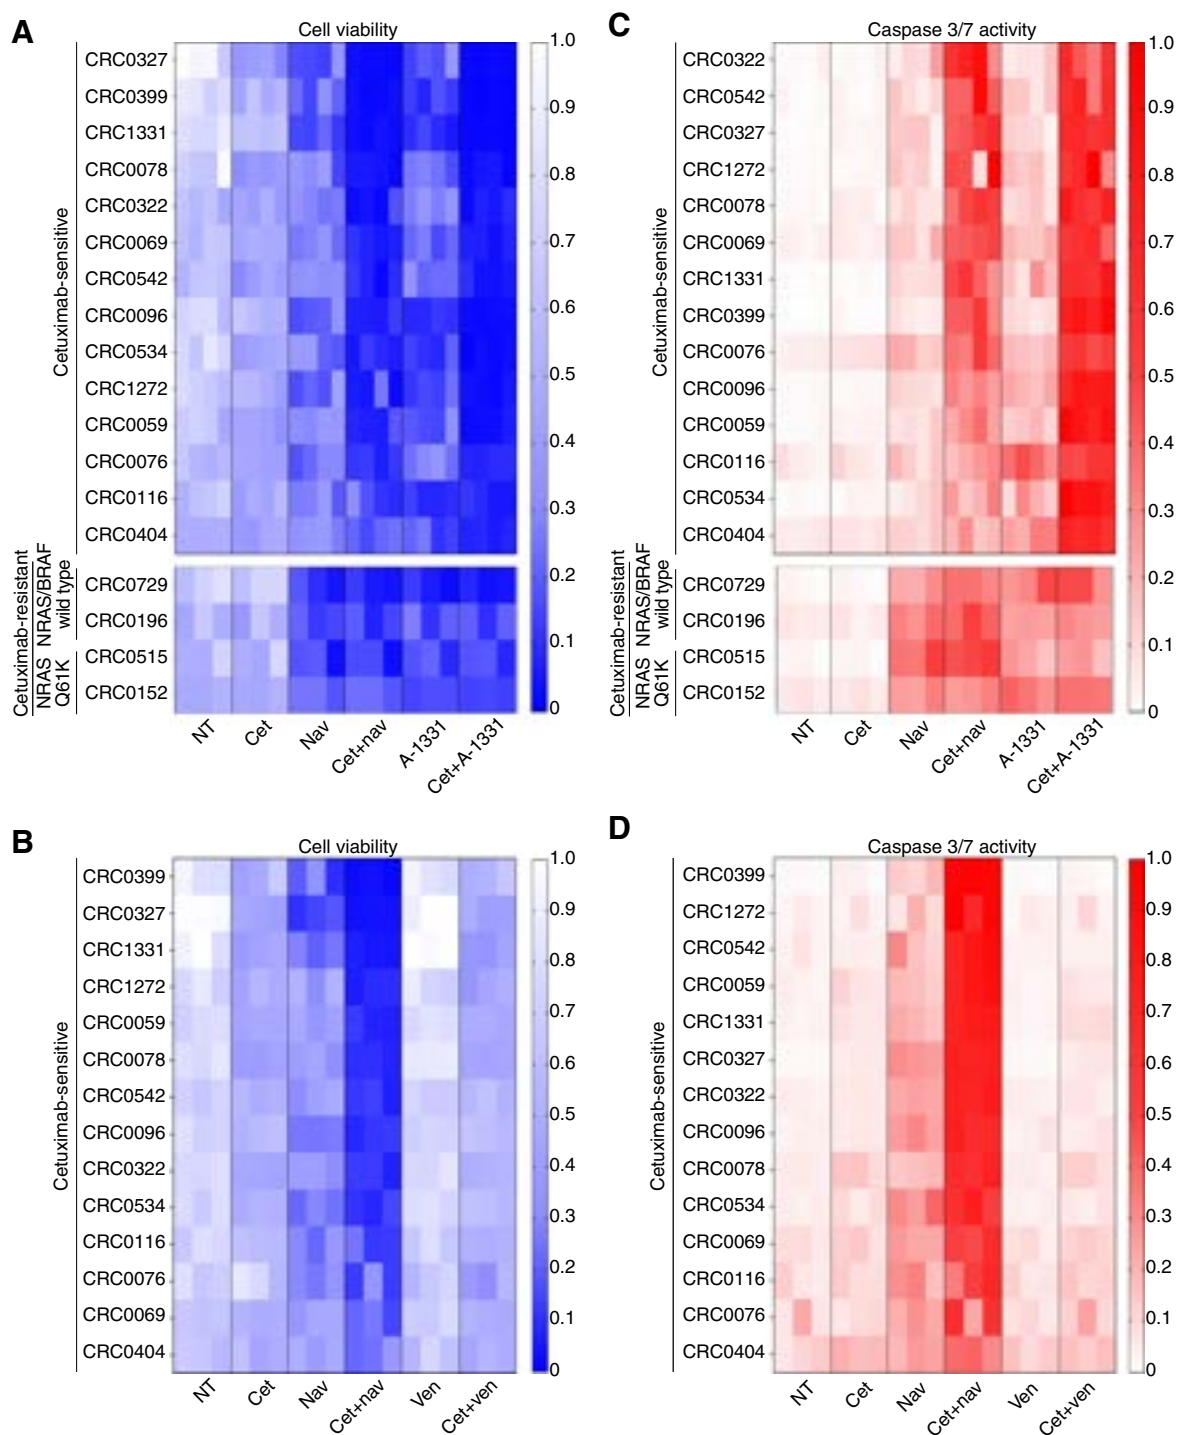 A
Cell viability
Cetuximab-sensitive
CRC0327
CRC0399
CRC1331
CRC0078
CRC0322
CRC0069
CRC0542
CRC0096
CRC0534
CRC1272
CRC0059
CRC0076
CRC0116
CRC0404
Cetuximab-resistant
NRAS/BRAF
wild type
NRAS
Q61K
CRC0729
CRC0196
CRC0515
CRC0152
NT
Cet
Nav
Cet+nav
A-1331
Cet+A-1331
1.0
0.9
0.8
0.7
0.6
0.5
0.4
0.3
0.2
0.1
0
C
Caspase 3/7 activity
Cetuximab-sensitive
CRC0322
CRC0542
CRC0327
CRC1272
CRC0078
CRC0069
CRC1331
CRC0399
CRC0076
CRC0096
CRC0059
CRC0116
CRC0534
CRC0404
Cetuximab-resistant
NRAS/BRAF
wild type
NRAS
Q61K
CRC0729
CRC0196
CRC0515
CRC0152
NT
Cet
Nav
Cet+nav
A-1331
Cet+A-1331
1.0
0.9
0.8
0.7
0.6
0.5
0.4
0.3
0.2
0.1
0
B
Cell viability
Cetuximab-sensitive
CRC0399
CRC0327
CRC1331
CRC1272
CRC0059
CRC0078
CRC0542
CRC0096
CRC0322
CRC0534
CRC0116
CRC0076
CRC0069
CRC0404
NT
Cet
Nav
Cet+nav
Ven
Cet+ven
1.0
0.9
0.8
0.7
0.6
0.5
0.4
0.3
0.2
0.1
0
D
Caspase 3/7 activity
Cetuximab-sensitive
CRC0399
CRC1272
CRC0542
CRC0059
CRC1331
CRC0327
CRC0322
CRC0096
CRC0078
CRC0534
CRC0069
CRC0116
CRC0076
CRC0404
NT
Cet
Nav
Cet+nav
Ven
Cet+ven
1.0
0.9
0.8
0.7
0.6
0.5
0.4
0.3
0.2
0.1
0